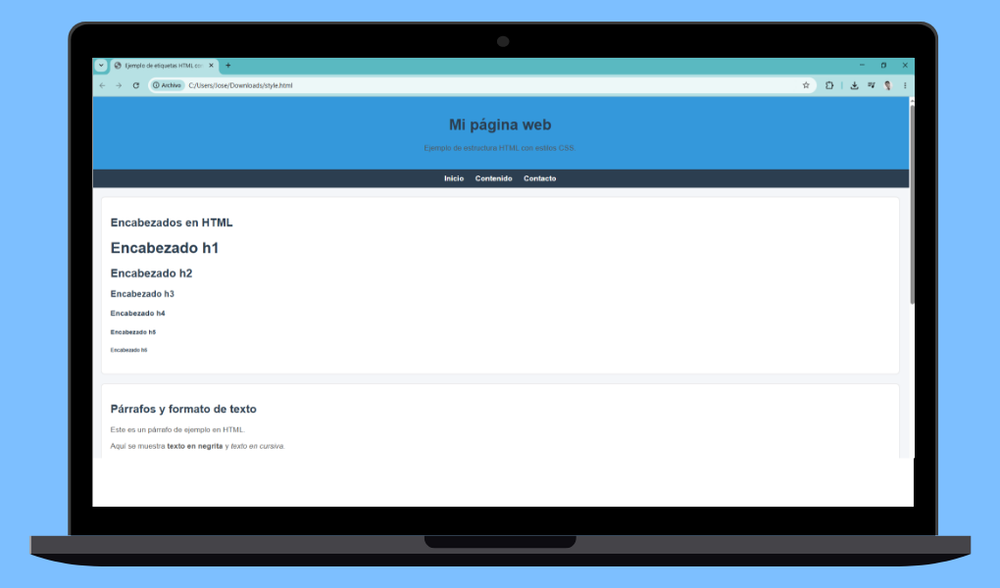 Ejemplo de etiquetas HTML con
Archivo C:/Users/Jose/Downloads/style.html
Mi página web
Ejemplo de estructura HTML con estilos CSS
Inicio Contenido Contacto
Encabezados en HTML
Encabezado h1
Encabezado h2
Encabezado h3
Encabezado h4
Encabezado h5
Encabezado h6
Párrafos y formato de texto
Este es un párrafo de ejemplo en HTML.
Aquí se muestra texto en negrita y texto en cursiva.